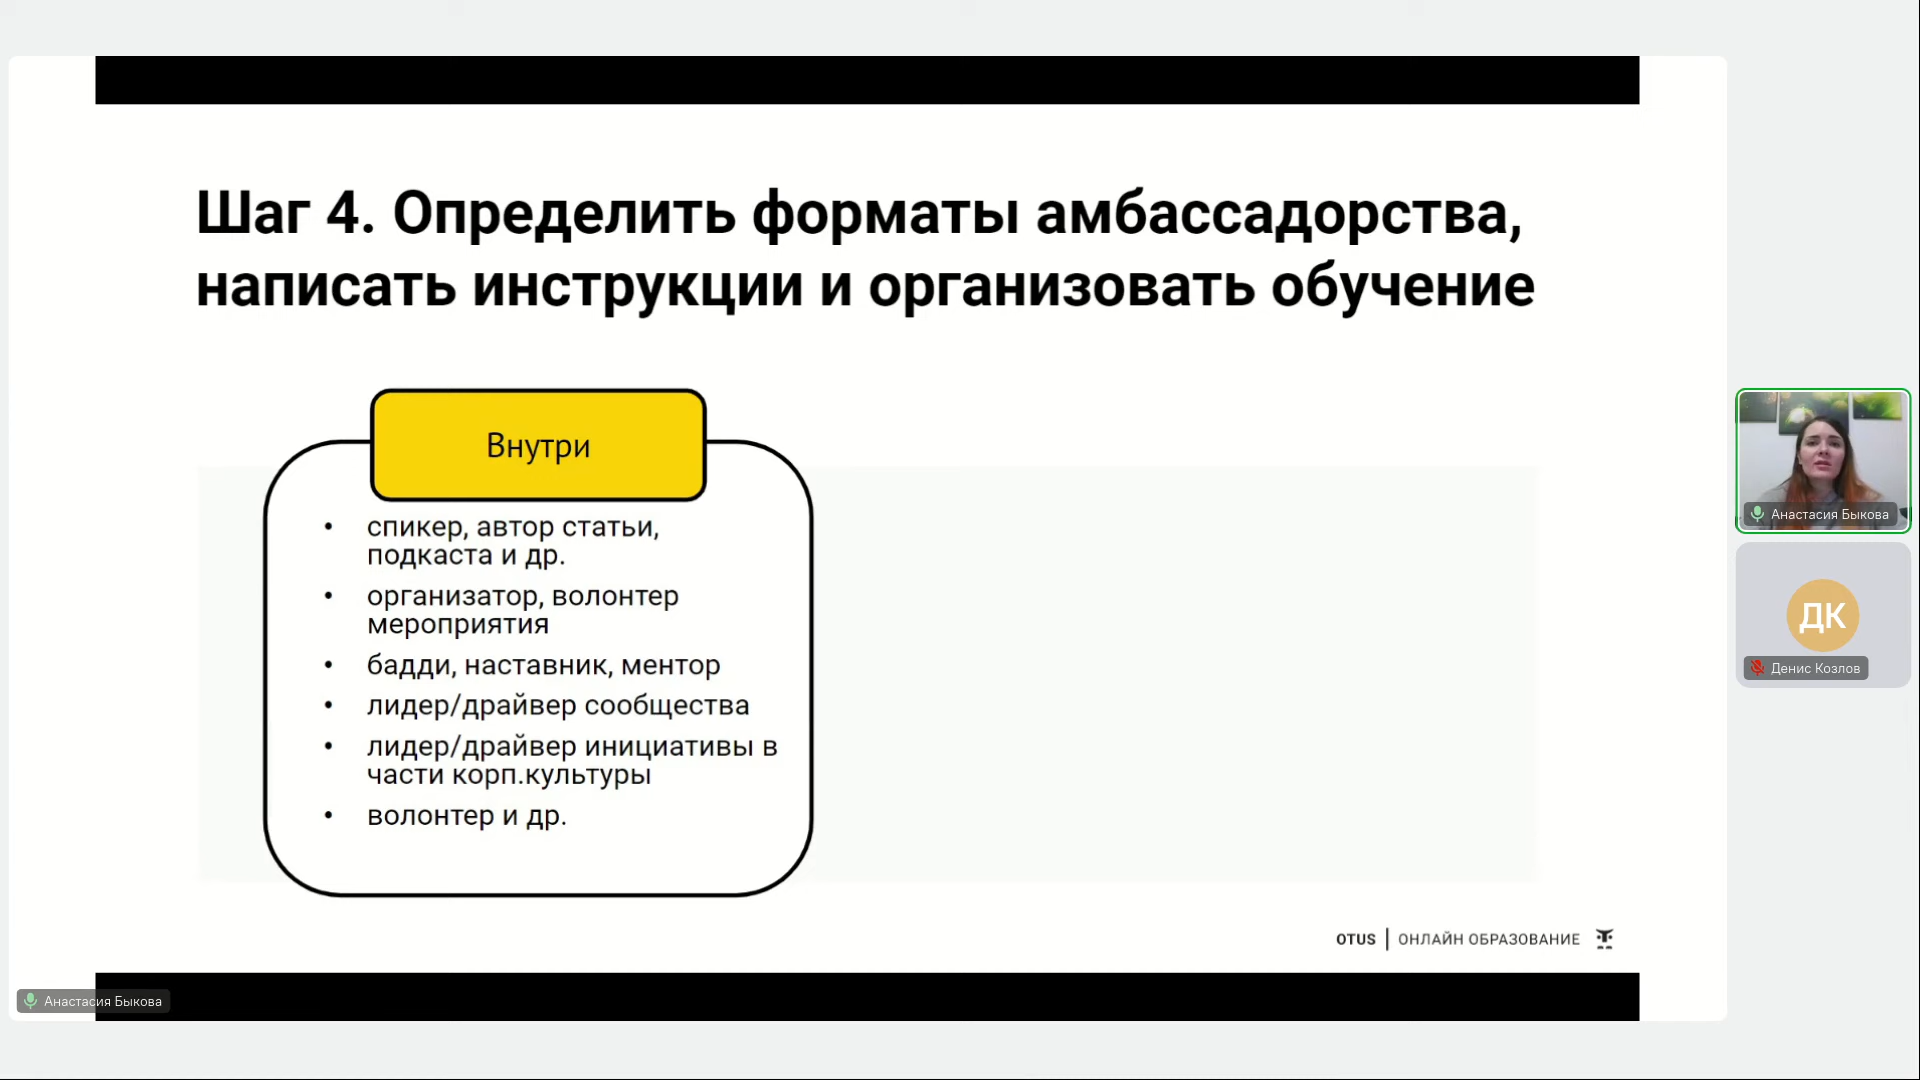 Шаг 4. Определить форматы амбассадорства,
написать инструкции и организовать обучение
Внутри
• спикер, автор статьи,
подкаста и др.
• организатор, волонтер
мероприятия
• бадди, наставник, ментор
• лидер/драйвер сообщества
• лидер/драйвер инициативы в
части корп.культуры
• волонтер и др.
OTUS | ОНЛАЙН ОБРАЗОВАНИЕ
Анастасия Быкова
Анастасия Быкова
ДК
Денис Козлов